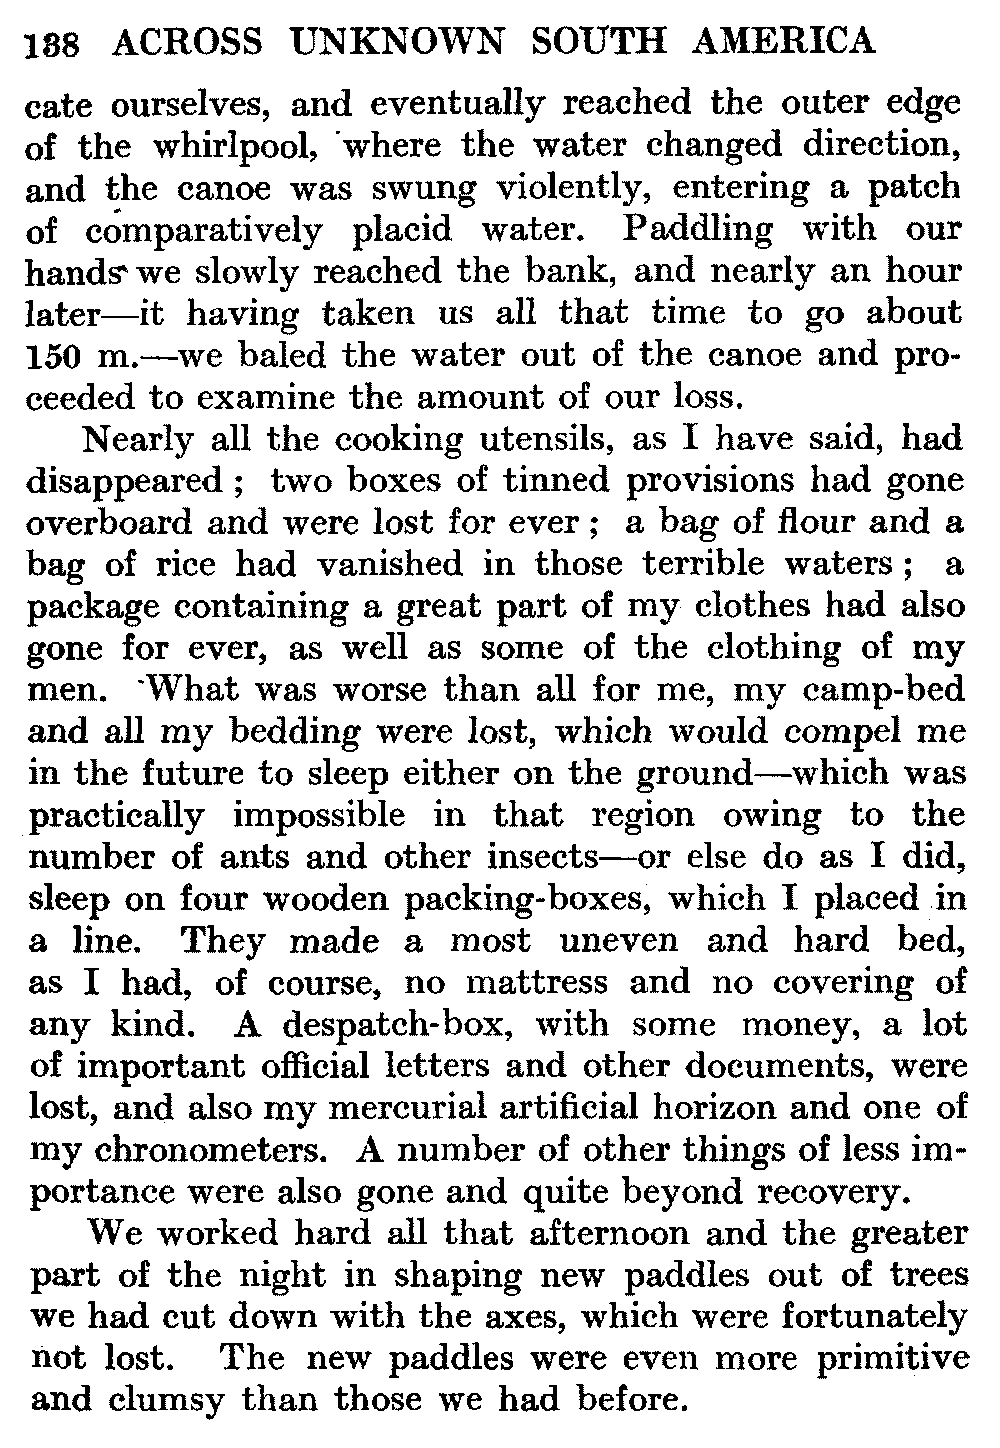 188 ACROSS UNKNOWN SOUTH AMERICA
cate ourselves, and eventually reached the outer edge
of the whirlpool, where the water changed direction,
and the canoe was swung violently, entering a patch
of comparatively placid water. Paddling with our
hands we slowly reached the bank, and nearly an hour
later—it having taken us all that time to go about
150 m.—we baled the water out of the canoe and pro-
ceeded to examine the amount of our loss.
Nearly all the cooking utensils, as I have said, had
disappeared ; two boxes of tinned provisions had gone
overboard and were lost for ever ; a bag of flour and a
bag of rice had vanished in those terrible waters ; a
package containing a great part of my clothes had also
gone for ever, as well as some of the clothing of my
men. What was worse than all for me, my camp-bed
and all my bedding were lost, which would compel me
in the future to sleep either on the ground—which was
practically impossible in that region owing to the
number of ants and other insects—or else do as I did,
sleep on four wooden packing-boxes, which I placed in
a line. They made a most uneven and hard bed,
as I had, of course, no mattress and no covering of
any kind. A despatch-box, with some money, a lot
of important official letters and other documents, were
lost, and also my mercurial artificial horizon and one of
my chronometers. A number of other things of less im-
portance were also gone and quite beyond recovery.
We worked hard all that afternoon and the greater
part of the night in shaping new paddles out of trees
we had cut down with the axes, which were fortunately
not lost. The new paddles were even more primitive
and clumsy than those we had before.